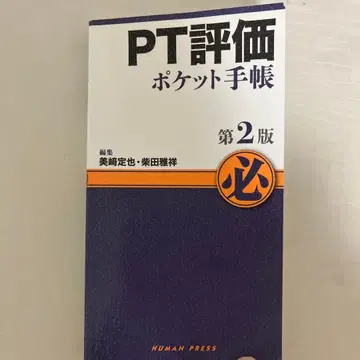 PT評価
ポケット手帳
第2版
編集
美﨑定也・柴田雅祥
必
HUMAN PRESS